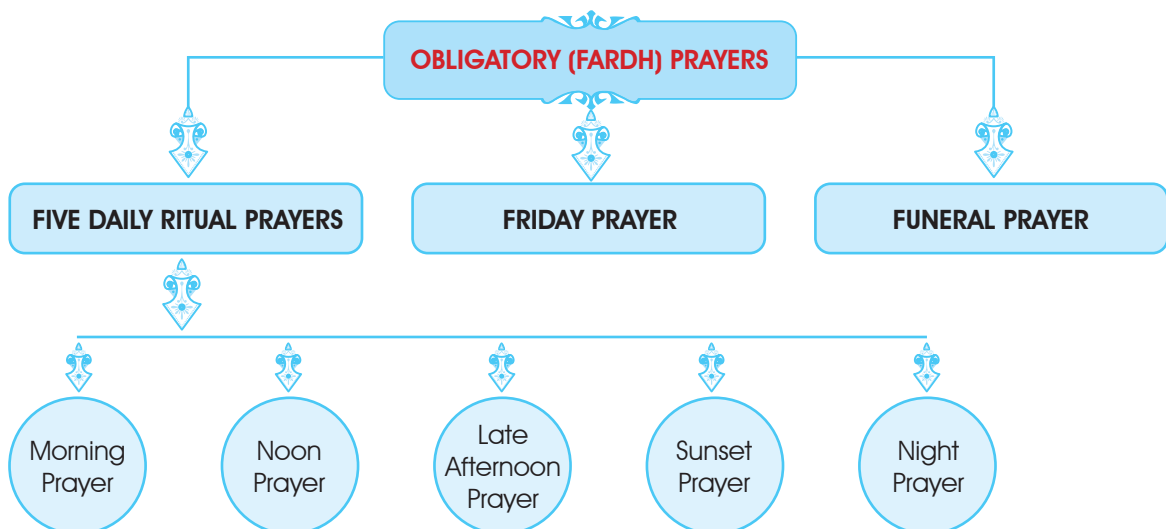 OBLIGATORY (FARDH) PRAYERS
FIVE DAILY RITUAL PRAYERS
FRIDAY PRAYER
FUNERAL PRAYER
Morning
Prayer
Noon
Prayer
Late
Afternoon
Prayer
Sunset
Prayer
Night
Prayer